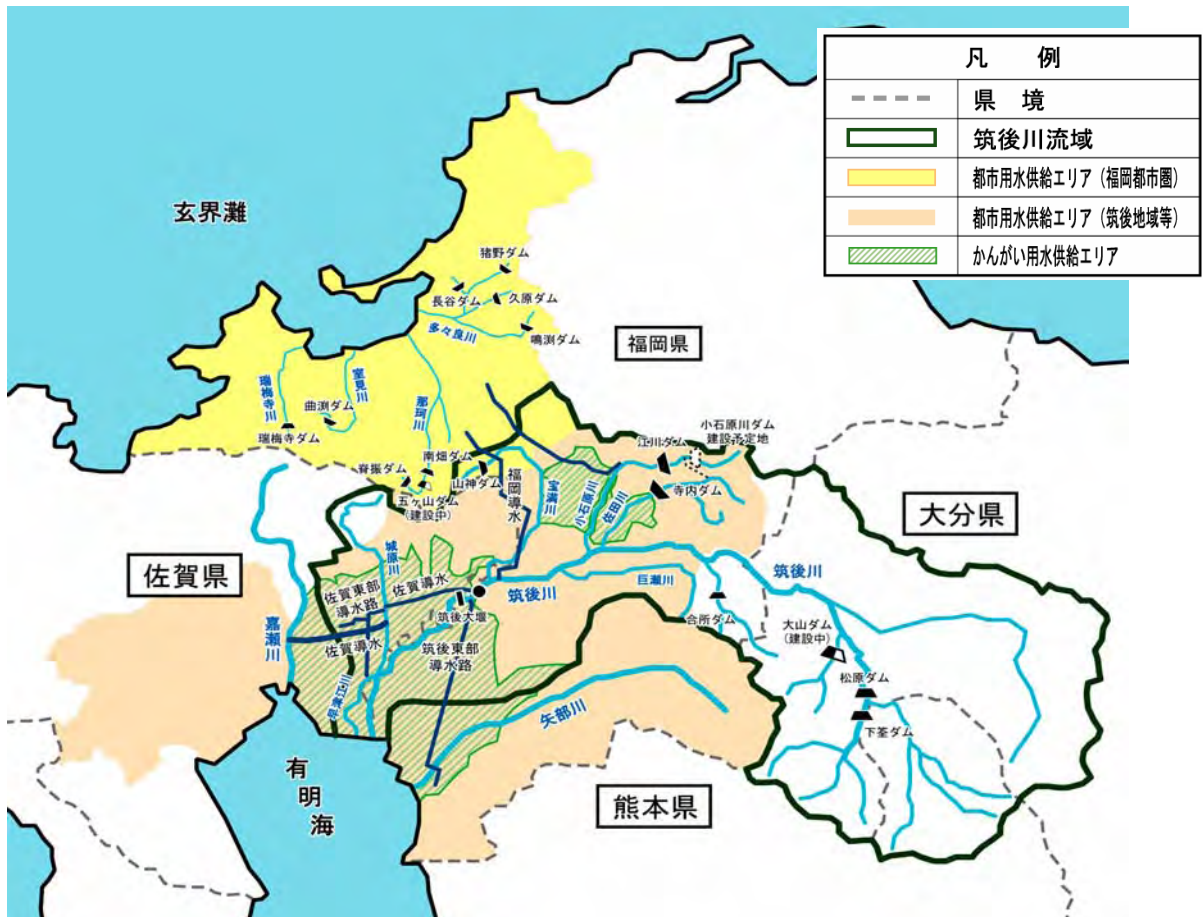 凡 例
県 境
筑後川流域
都市用水供給エリア（福岡都市圏）
都市用水供給エリア（筑後地域等）
かんがい用水供給エリア
玄界灘
猪野ダム
長谷ダム
久原ダム
多々良川
鳴渕ダム
福岡県
瑞梅寺川
曲渕ダム
室見川
那珂川
瑞梅寺ダム
小石原川ダム
建設予定地
江川ダム
南畑ダム
脊振ダム
山神ダム
五ヶ山ダム
（建設中）
福岡導水
宝満川
小石原川
佐田川
寺内ダム
大分県
佐賀県
城原川
佐賀東部
導水路
佐賀導水
筑後川
巨瀬川
筑後川
合所ダム
大山ダム
（建設中）
嘉瀬川
佐賀導水
筑後大堰
筑後東部
導水路
早津江川
松原ダム
下筌ダム
矢部川
有明海
熊本県